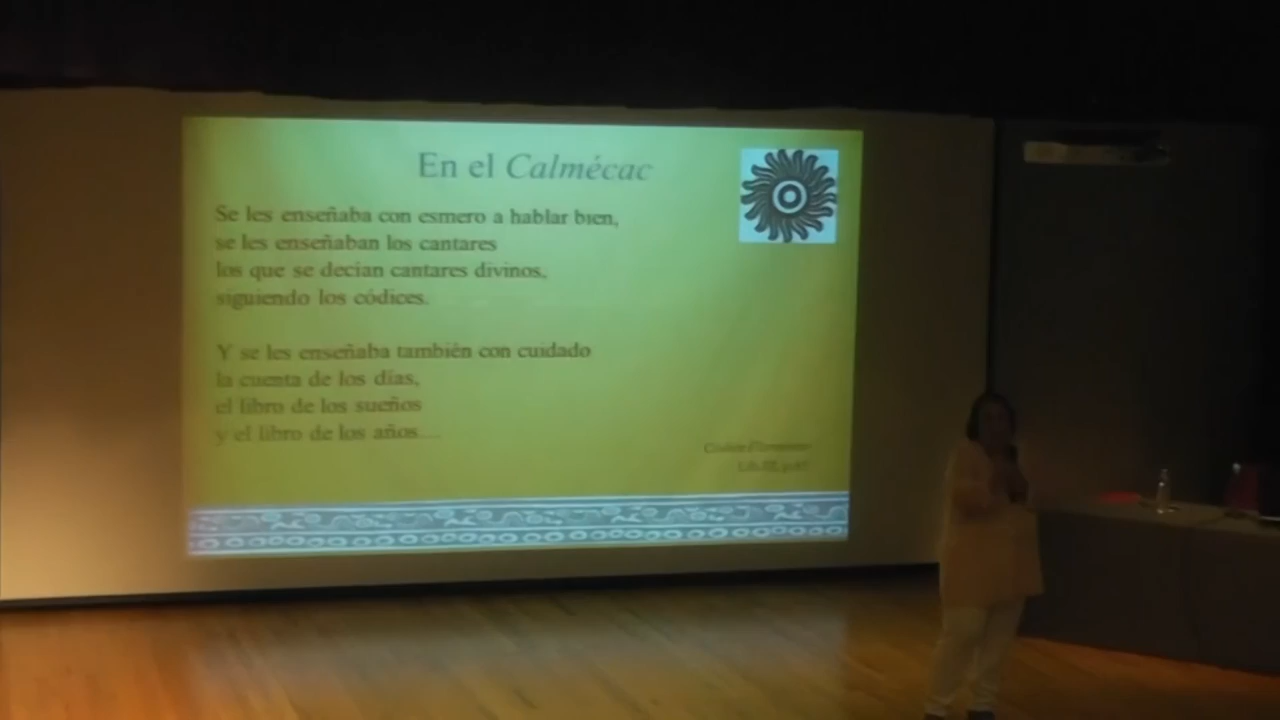 En el Calmécac
Se les enseñaba con esmero a hablar bien,
se les enseñaban los cantares
los que se decían cantares divinos,
siguiendo los códices.
Y se les enseñaba también con cuidado
la cuenta de los días,
el libro de los sueños
y el libro de los años...